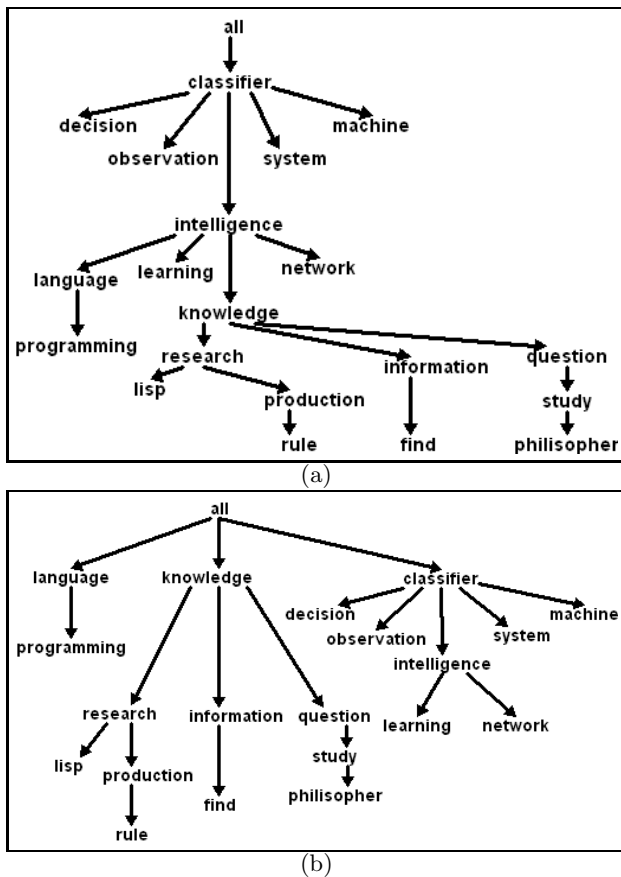 all
classifier
decision machine
observation system
intelligence
language learning network
programming knowledge
research information question
lisp production study
rule find philisopher
(a)
all
language knowledge classifier
decision machine
observation system
programming intelligence
research information question learning network
lisp production study
find philisopher
rule
(b)